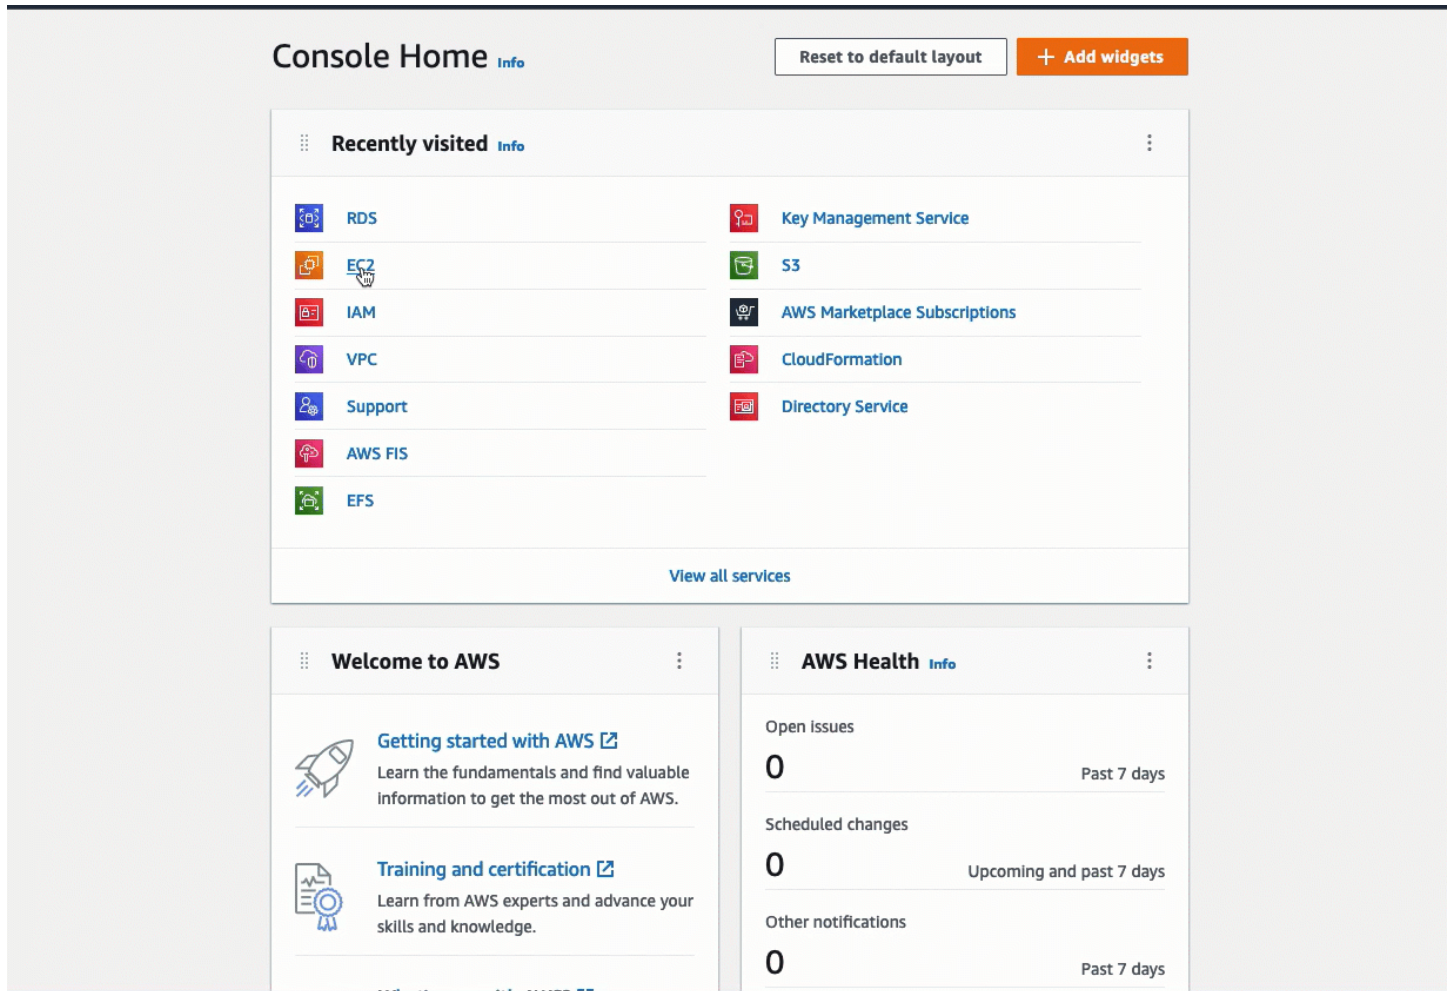 Console Home Info
Reset to default layout
+ Add widgets
Recently visited Info
RDS
EC2
IAM
VPC
Support
AWS FIS
EFS
Key Management Service
S3
AWS Marketplace Subscriptions
CloudFormation
Directory Service
View all services
Welcome to AWS
Getting started with AWS
Learn the fundamentals and find valuable
information to get the most out of AWS.
Training and certification
Learn from AWS experts and advance your
skills and knowledge.
AWS Health Info
Open issues
0
Past 7 days
Scheduled changes
0
Upcoming and past 7 days
Other notifications
0
Past 7 days